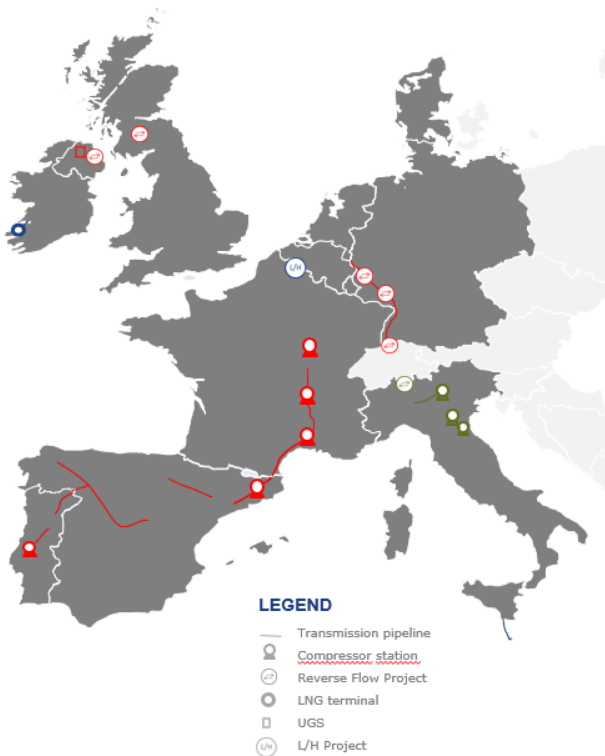 L/H
LEGEND
Transmission pipeline
Compressor station
Reverse Flow Project
LNG terminal
UGS
L/H L/H Project